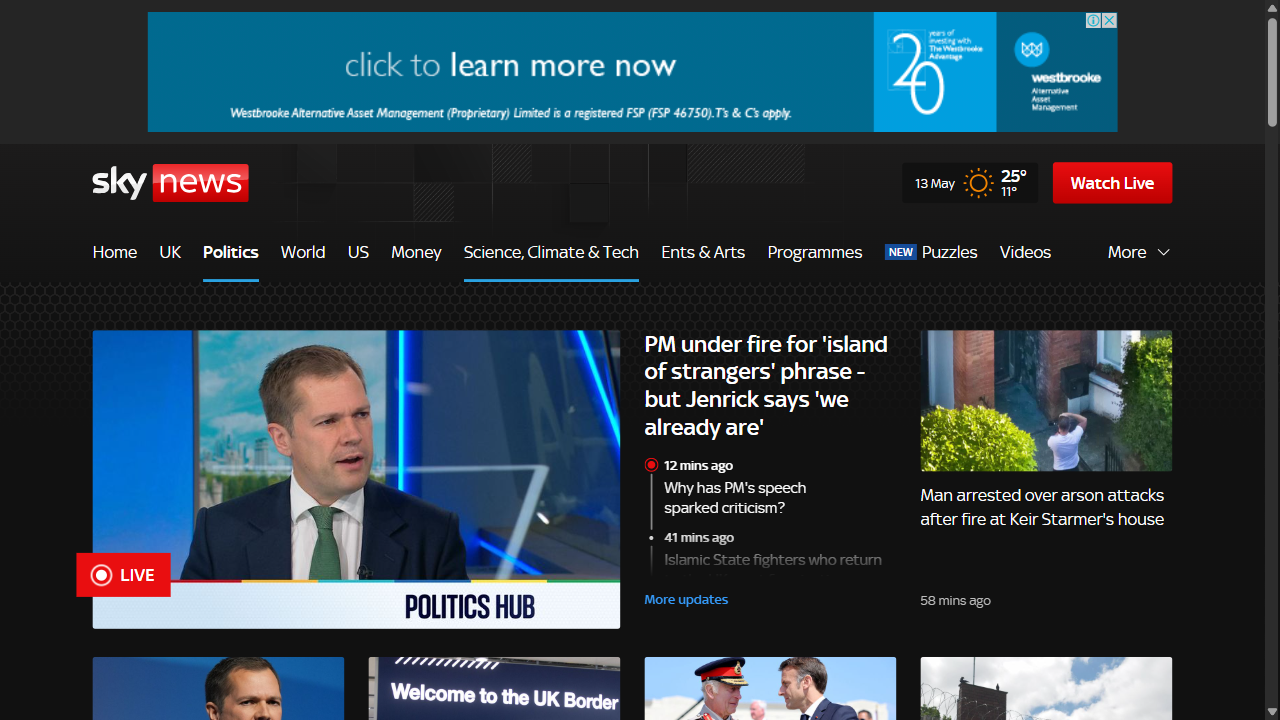 click to learn more now
Westbrooke Alternative Asset Management (Proprietary) Limited is a registered FSP (FSP 46750).T's & C's apply.
20
years of
investing with
The Westbrooke
Advantage
westbrooke
Alternative
Asset
Management
sky news
13 May
25°
11°
Watch Live
Home UK Politics World US Money Science, Climate & Tech Ents & Arts Programmes NEW Puzzles Videos More
LIVE
POLITICS HUB
PM under fire for 'island
of strangers' phrase -
but Jenrick says 'we
already are'
12 mins ago
Why has PM's speech
sparked criticism?
41 mins ago
Islamic State fighters who return
More updates
Man arrested over arson attacks
after fire at Keir Starmer's house
58 mins ago
Welcome to the UK Border